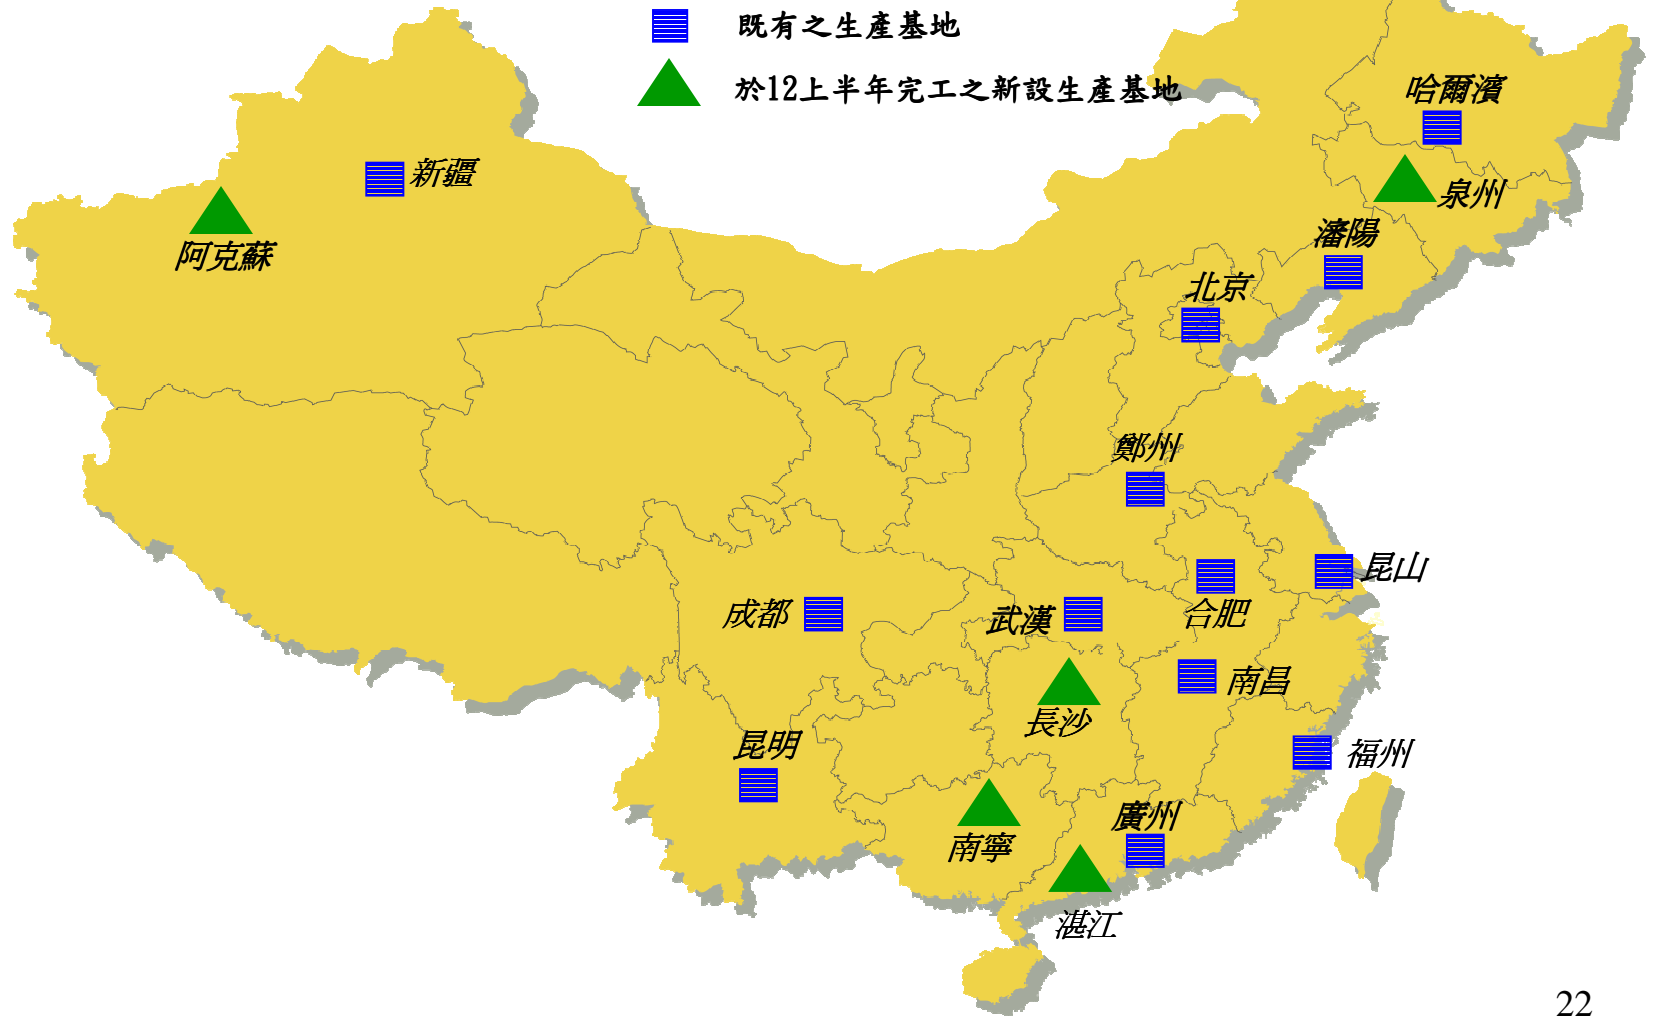 既有之生產基地
於12上半年完工之新設生產基地
哈爾濱
新疆
泉州
阿克蘇
瀋陽
北京
鄭州
昆山
成都
武漢
合肥
南昌
長沙
昆明
福州
廣州
南寧
湛江
22